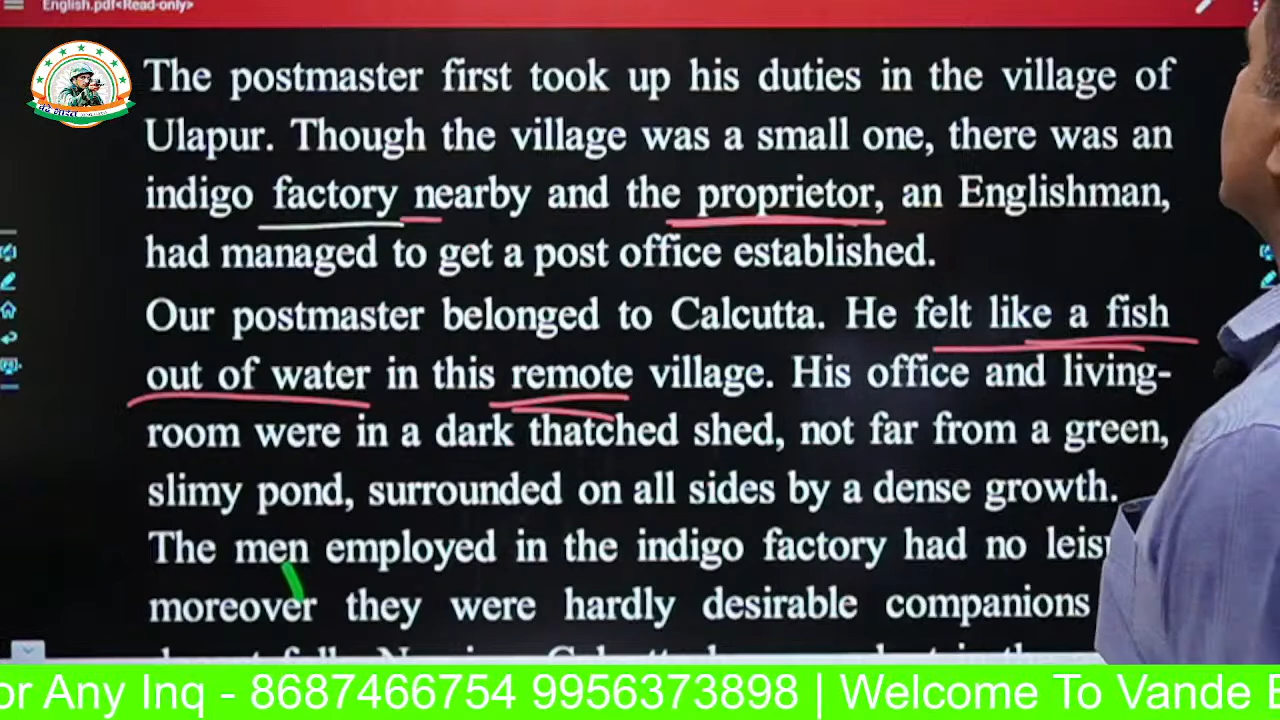 English.pdf<Read-only>
The postmaster first took up his duties in the village of
Ulapur. Though the village was a small one, there was an
indigo factory nearby and the proprietor, an Englishman,
had managed to get a post office established.
Our postmaster belonged to Calcutta. He felt like a fish
out of water in this remote village. His office and living-
room were in a dark thatched shed, not far from a green,
slimy pond, surrounded on all sides by a dense growth.
The men employed in the indigo factory had no
moreover they were hardly desirable companions
or Any Inq - 8687466754 9956373898 | Welcome To Vande